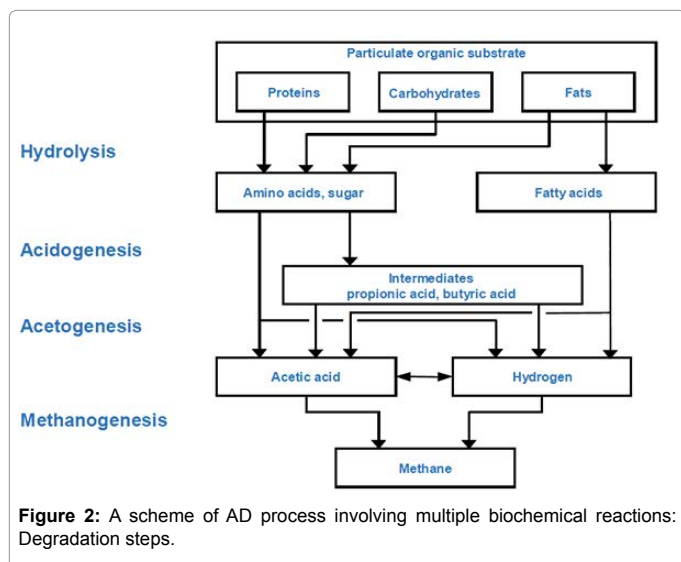 Particulate organic substrate
Proteins
Carbohydrates
Fats
Hydrolysis
Amino acids, sugar
Fatty acids
Acidogenesis
Intermediates
propionic acid, butyric acid
Acetogenesis
Acetic acid
Hydrogen
Methanogenesis
Methane
Figure 2: A scheme of AD process involving multiple biochemical reactions:
Degradation steps.